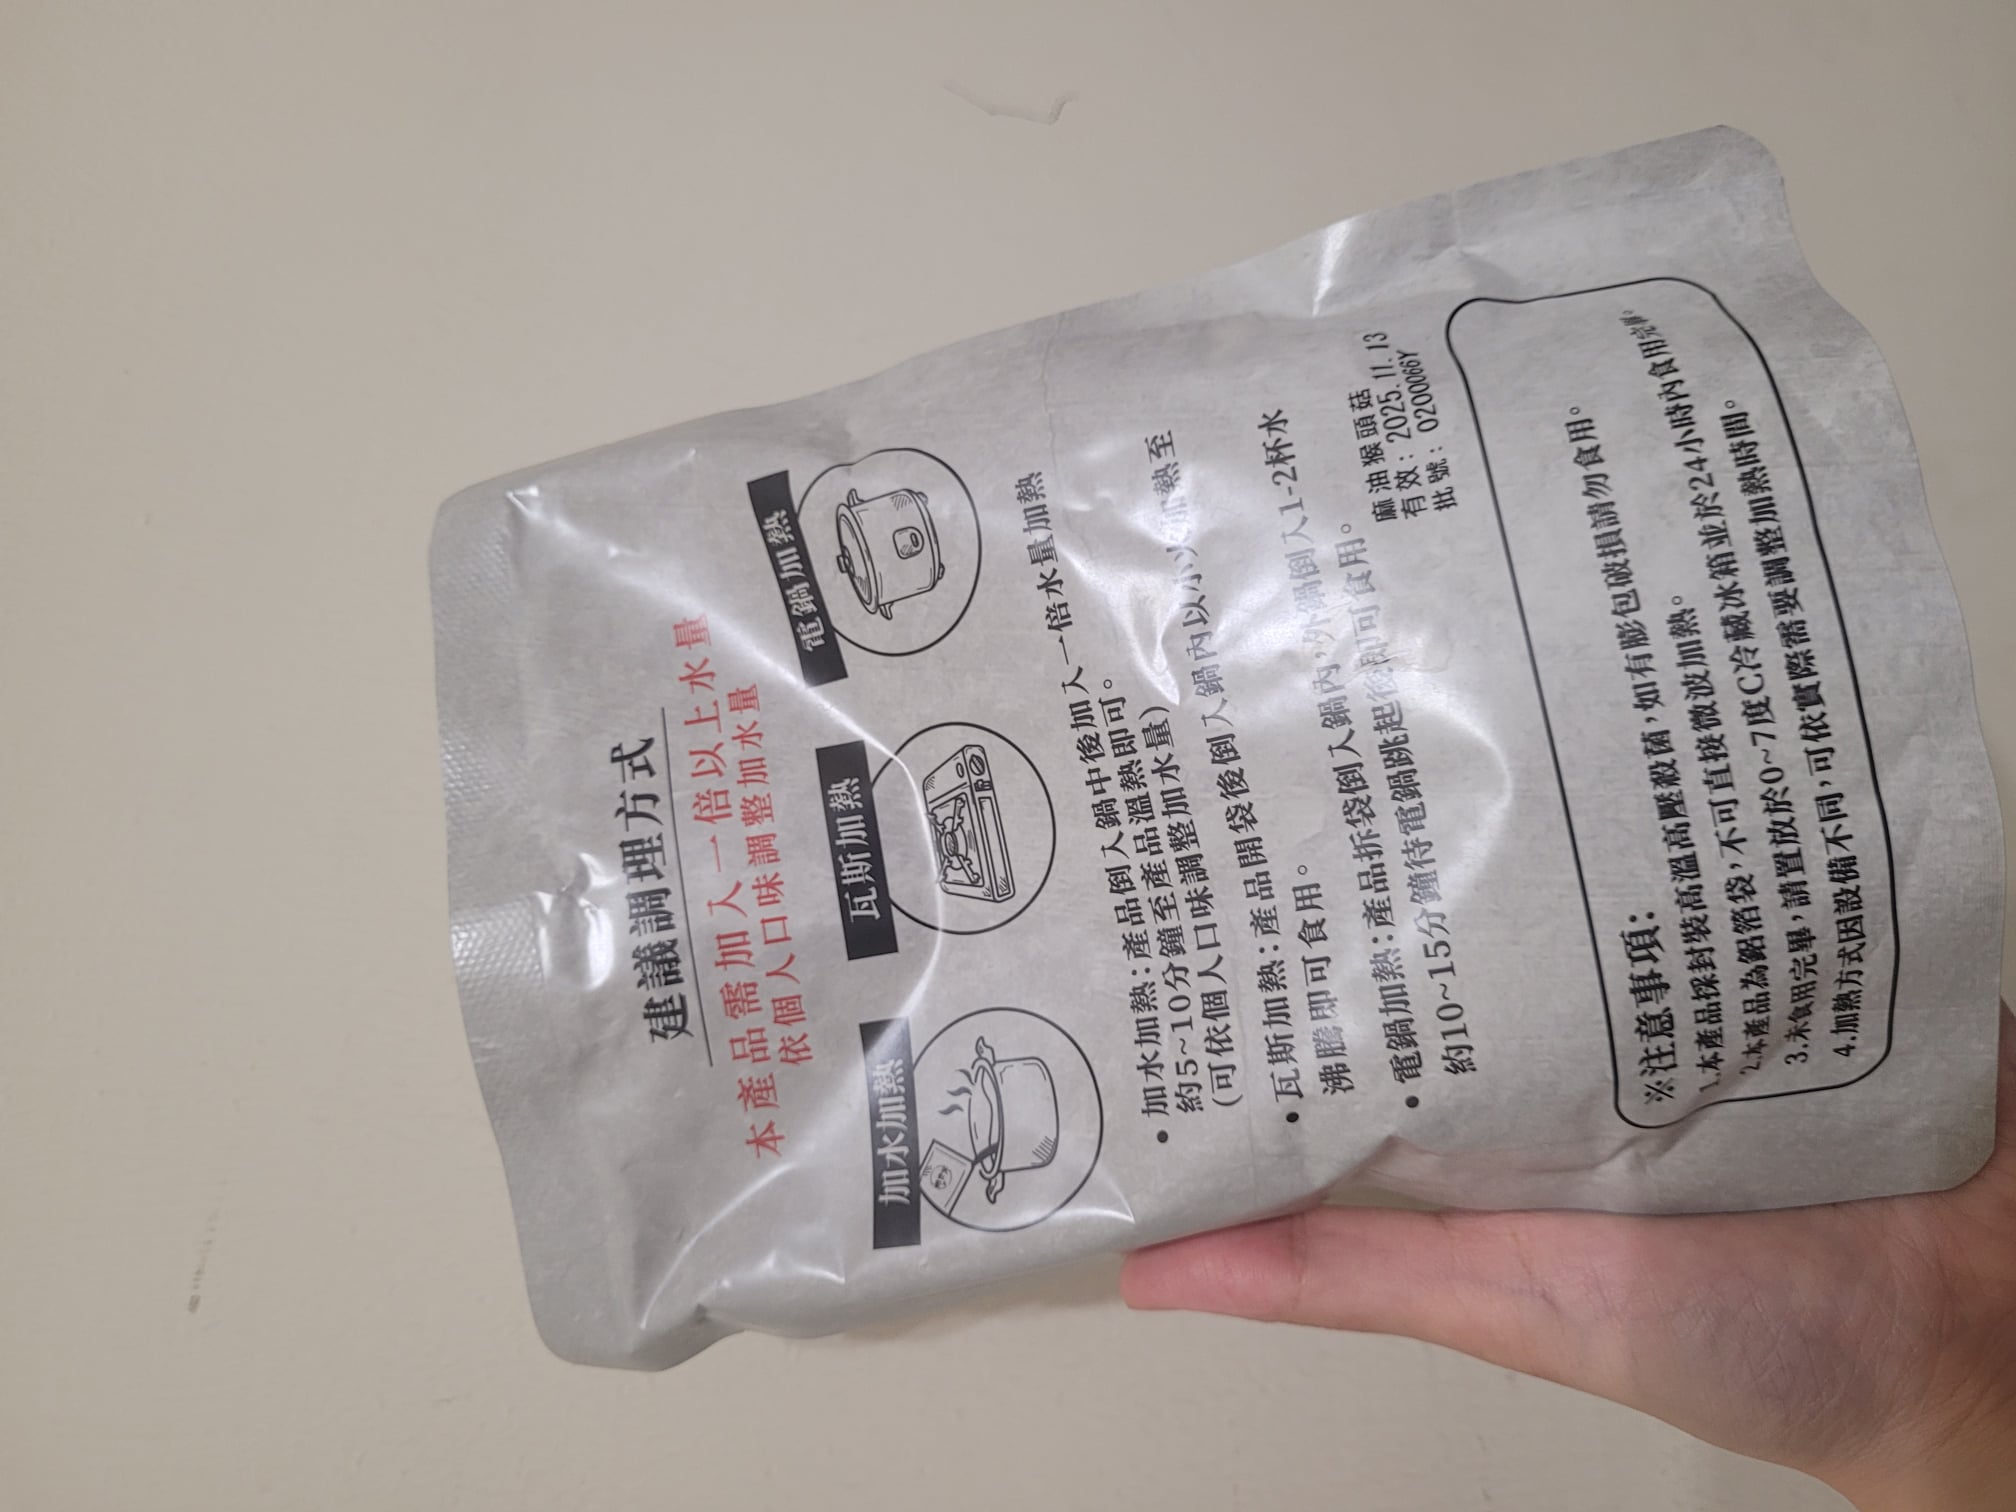 建議調理方式
本產品需加入一倍以上水量
依個人口味調整加水量
加水加熱
瓦斯加熱
電鍋加熱
• 加水加熱：產品倒入鍋中後加入一倍水量加熱
約5~10分鐘至產品溫熱即可。
(可依個人口味調整加水量)
• 瓦斯加熱：產品開袋後倒入鍋內以小火加熱至
沸騰即可食用。
• 電鍋加熱：產品拆袋倒入鍋內，外鍋倒入1-2杯水
約10~15分鐘待電鍋跳起後即可食用。
麻油猴頭菇
有效：2025.11.13
批號：0200066Y
※注意事項：
1.本產品採封裝高溫高壓殺菌，如有膨包破損請勿食用。
2.本產品為鋁箔袋，不可直接微波加熱。
3.未食用完畢，請置放於0~7度C冷藏冰箱並於24小時內食用完畢。
4.加熱方式因設備不同，可依實際需要調整加熱時間。